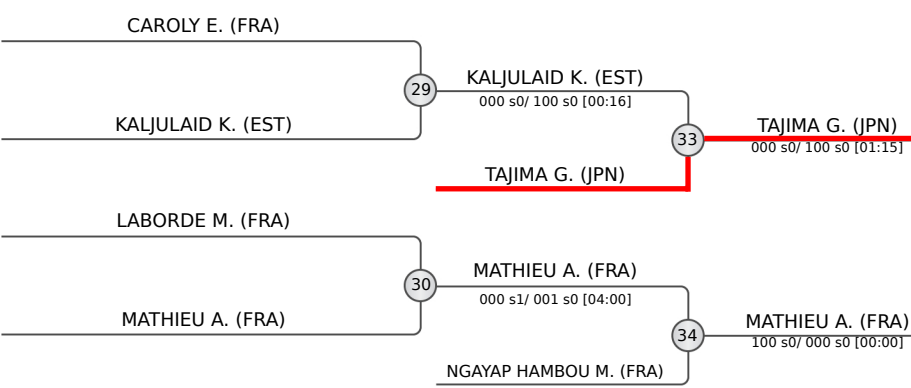 CAROLY E. (FRA)
29
KALJULAID K. (EST)
000 s0/ 100 s0 [00:16]
KALJULAID K. (EST)
33
TAJIMA G. (JPN)
000 s0/ 100 s0 [01:15]
TAJIMA G. (JPN)
LABORDE M. (FRA)
30
MATHIEU A. (FRA)
000 s1/ 001 s0 [04:00]
MATHIEU A. (FRA)
34
MATHIEU A. (FRA)
100 s0/ 000 s0 [00:00]
NGAYAP HAMBOU M. (FRA)